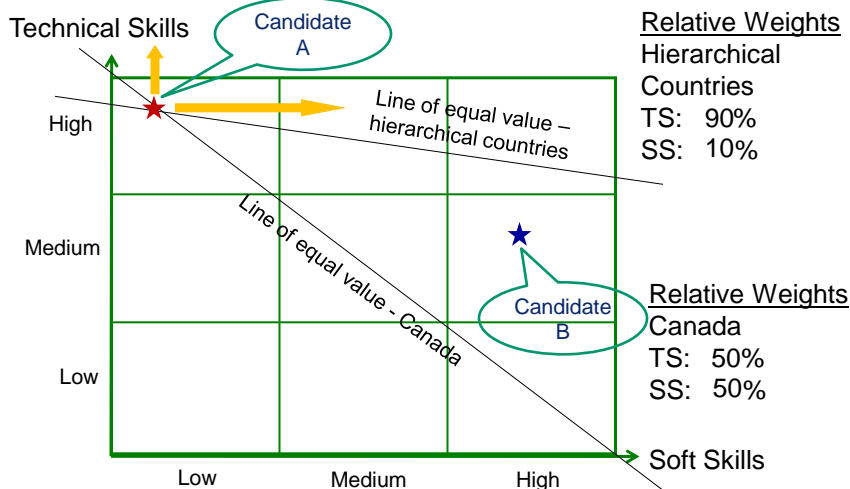 Technical Skills
Candidate
A
Relative Weights
Hierarchical
Countries
TS: 90%
SS: 10%
High
Line of equal value –
hierarchical countries
Medium
Line of equal value - Canada
Candidate
B
Relative Weights
Canada
TS: 50%
SS: 50%
Low
Soft Skills
Low
Medium
High